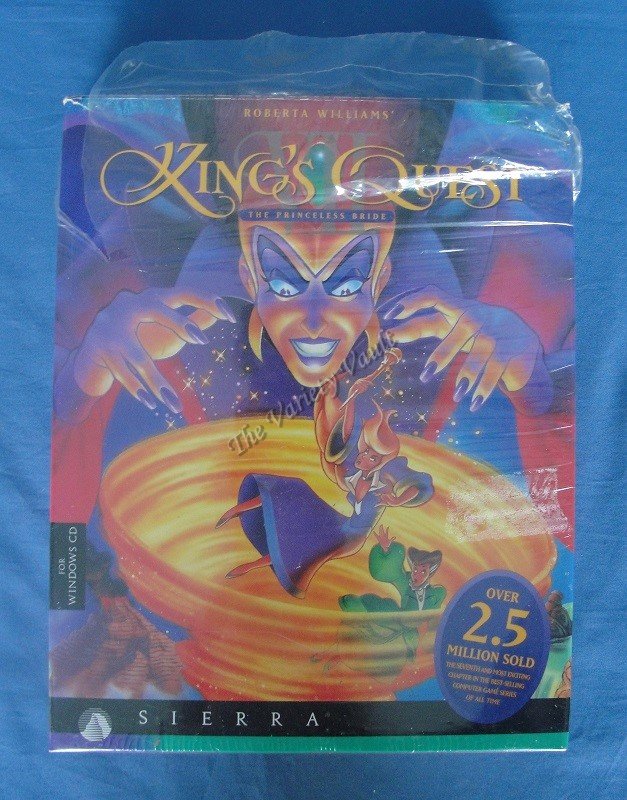 ROBERTA WILLIAMS'
VII
KING'S QUEST
THE PRINCELESS BRIDE
The Variety Vault
FOR
WINDOWS CD
OVER
2.5
MILLION SOLD
THE SEVENTH AND MOST EXCITING
CHAPTER IN THE BEST-SELLING
COMPUTER GAME SERIES
OF ALL TIME
SIERRA